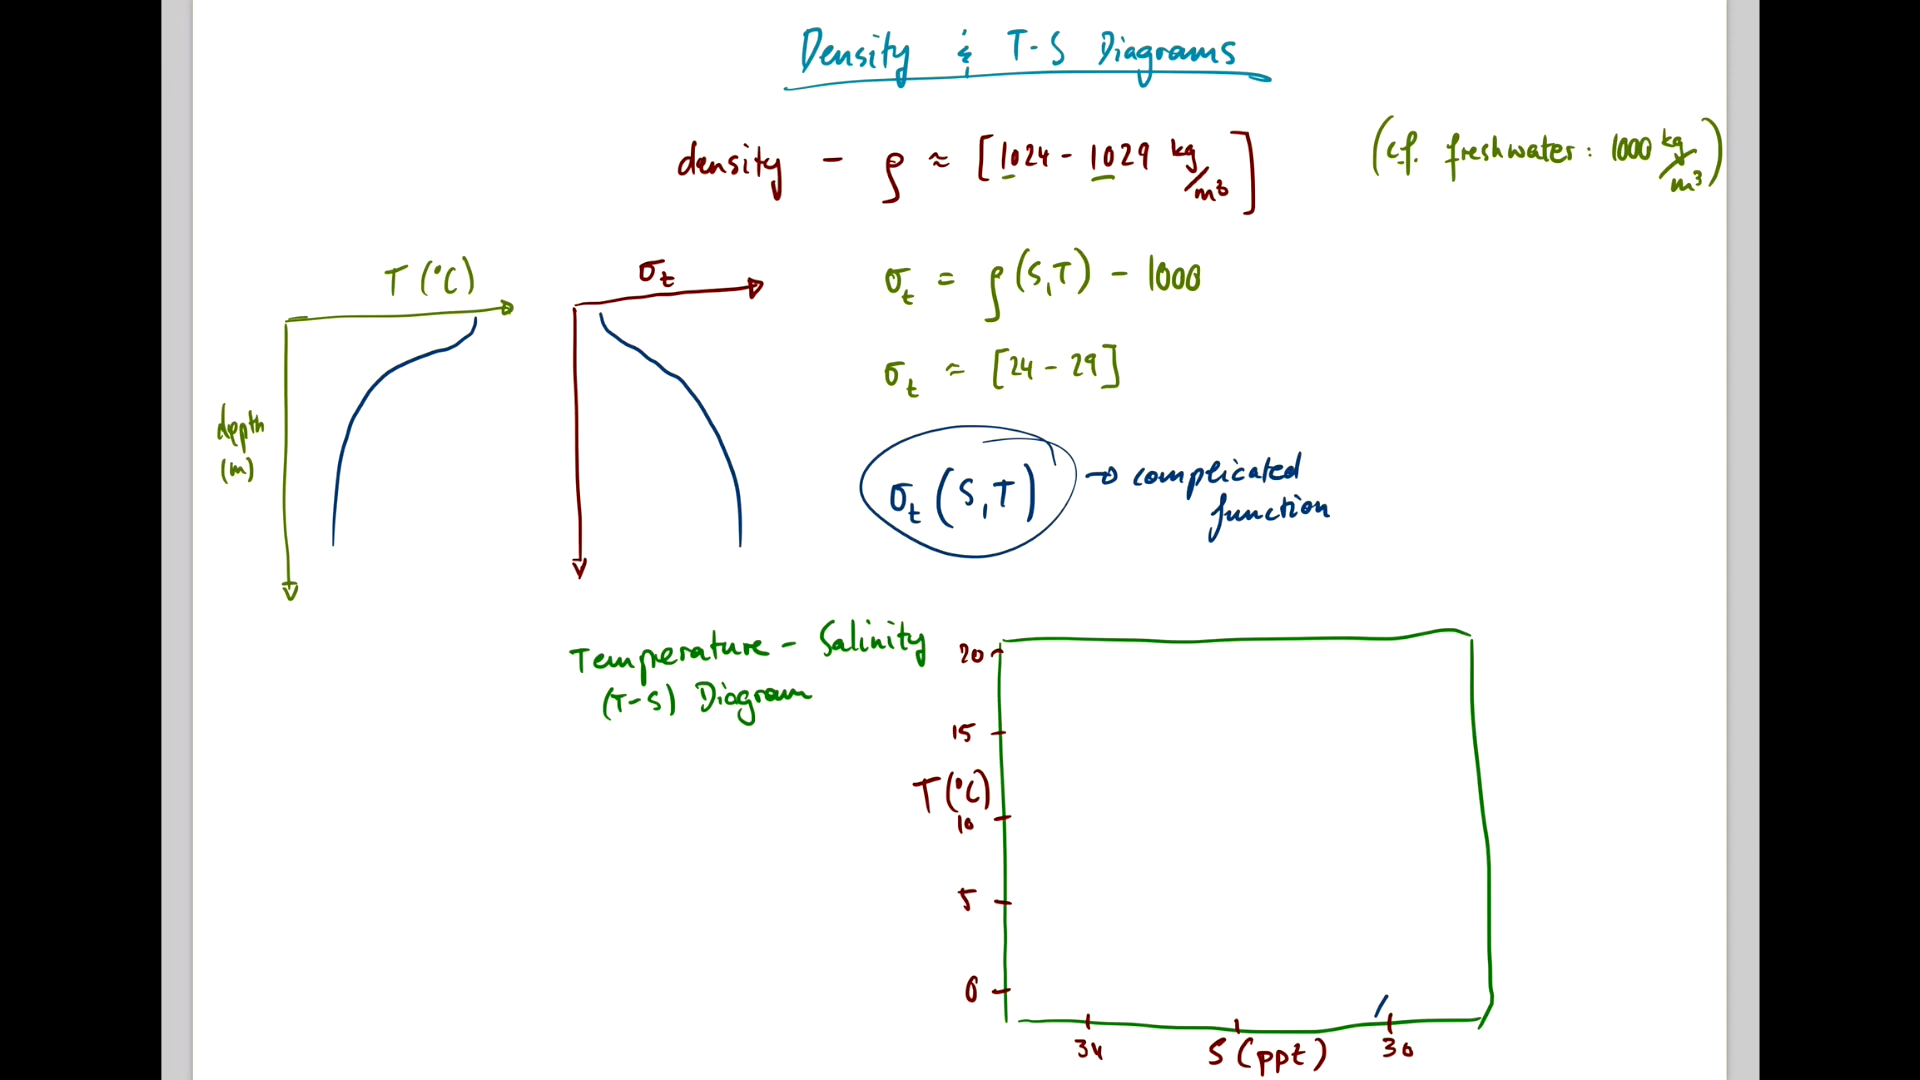 Density & T-S Diagrams
density - ρ ≈ [1024 - 1029 kg/m³]
(cf. freshwater: 1000 kg/m³)
T (°C)
depth
(m)
σt
σt = ρ(S,T) - 1000
σt ≈ [24 - 29]
σt (S,T) → complicated
function
Temperature - Salinity
(T-S) Diagram
20
15
T(°C)
10
5
0
34
S (ppt)
36